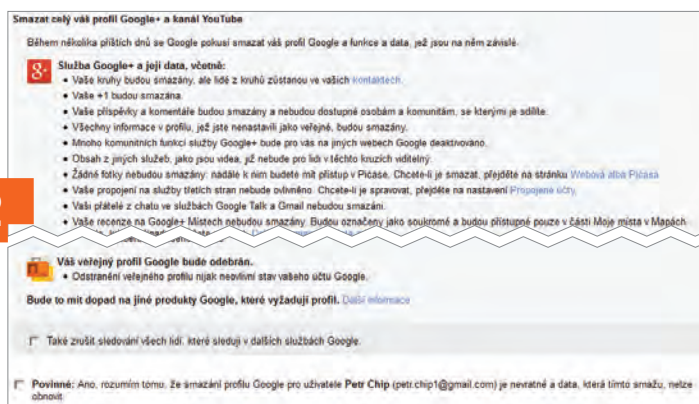 Smazat celý váš profil Google+ a kanál YouTube
Během několika příštích dnů se Google pokusí smazat váš profil Google a funkce a data, jež jsou na něm závislé.
Služba Google+ a její data, včetně:
• Vaše kruhy budou smazány, ale lidé z kruhů zůstanou ve vašich kontaktech.
• Vaše +1 budou smazána.
• Vaše příspěvky a komentáře budou smazány a nebudou dostupné osobám a komunitám, se kterými je sdílíte.
• Všechny informace v profilu, jež jste nenastavili jako veřejné, budou smazány.
• Mnoho komunitních funkcí služby Google+ bude pro vás na jiných webech Google deaktivováno.
• Obsah z jiných služeb, jako jsou videa, již nebude pro lidi v těchto kruzích viditelný.
• Žádné fotky nebudou smazány: nadále k nim budete mít přístup v Picase. Chcete-li je smazat, přejděte na stránku Webová alba Picasa
• Vaše propojení na služby třetích stran nebude ovlivněno. Chcete-li je spravovat, přejděte na nastavení Propojené účty.
• Vaši přátelé z chatu ve službách Google Talk a Gmail nebudou smazáni.
• Vaše recenze na Google+ Místech nebudou smazány. Budou označeny jako soukromé a budou přístupné pouze v části Moje místa v Mapách
Váš veřejný profil Google bude odebrán.
• Odstranění veřejného profilu nijak neovlivní stav vašeho účtu Google.
Bude to mít dopad na jiné produkty Google, které vyžadují profil. Další informace
Také zrušit sledování všech lidí, které sleduji v dalších službách Google.
Povinné: Ano, rozumím tomu, že smazání profilu Google pro uživatele Petr Chip (petr.chip1@gmail.com) je nevratné a data, která tímto smažu, nelze
obnovit.